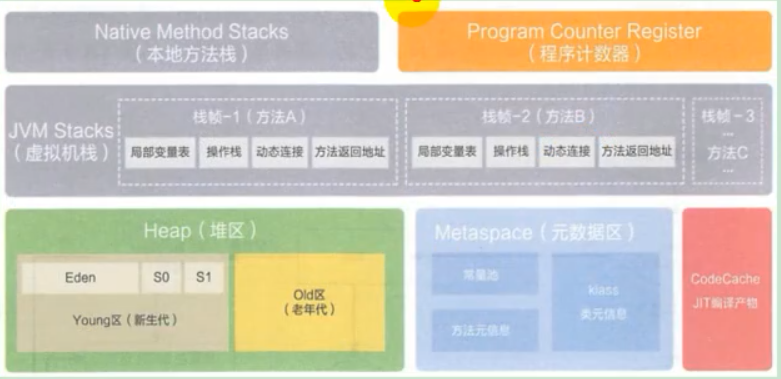 Native Method Stacks
（本地方法栈）
Program Counter Register
（程序计数器）
JVM Stacks
（虚拟机栈）
栈帧-1（方法A）
局部变量表
操作栈
动态连接
方法返回地址
栈帧-2（方法B）
局部变量表
操作栈
动态连接
方法返回地址
栈帧-3
...
方法C
...
Heap（堆区）
Eden
S0
S1
Young区（新生代）
Old区
（老年代）
Metaspace（元数据区）
常量池
方法元信息
klass
类元信息
CodeCache
JIT编译产物